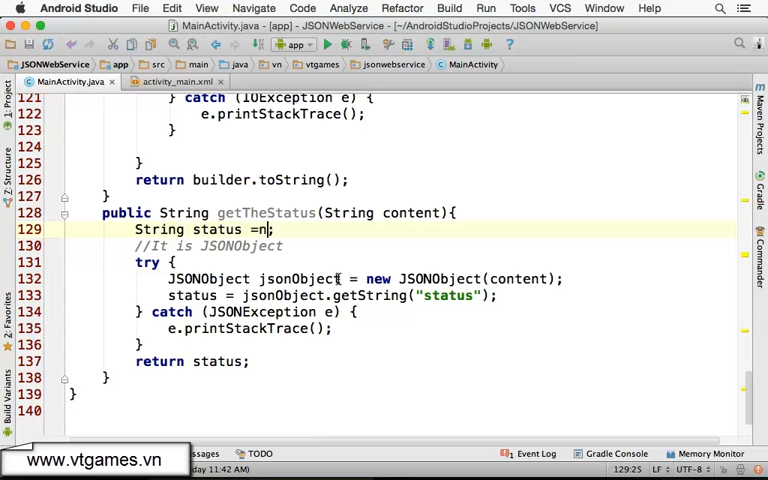 Android Studio File Edit View Navigate Code Analyze Refactor Build Run Tools VCS Window Help
MainActivity.java - [app] - JSONWebService - [~/AndroidStudioProjects/JSONWebService]
app
JSONWebService app src main java vn vtgames jsonwebservice MainActivity
MainActivity.java activity_main.xml
1: Project
7: Structure
2: Favorites
Build Variants
Maven Projects
Gradle
Android Model
121 } catch (IOException e) {
122 e.printStackTrace();
123 }
124
125 }
126 return builder.toString();
127 }
128 public String getTheStatus(String content){
129 String status =n;
130 //It is JSONObject
131 try {
132 JSONObject jsonObject = new JSONObject(content);
133 status = jsonObject.getString("status");
134 } catch (JSONException e) {
135 e.printStackTrace();
136 }
137 return status;
138 }
139 }
140
www.vtgames.vn
ssages TODO Event Log Gradle Console Memory Monitor
day 11:42 AM) 129:25 LF UTF-8